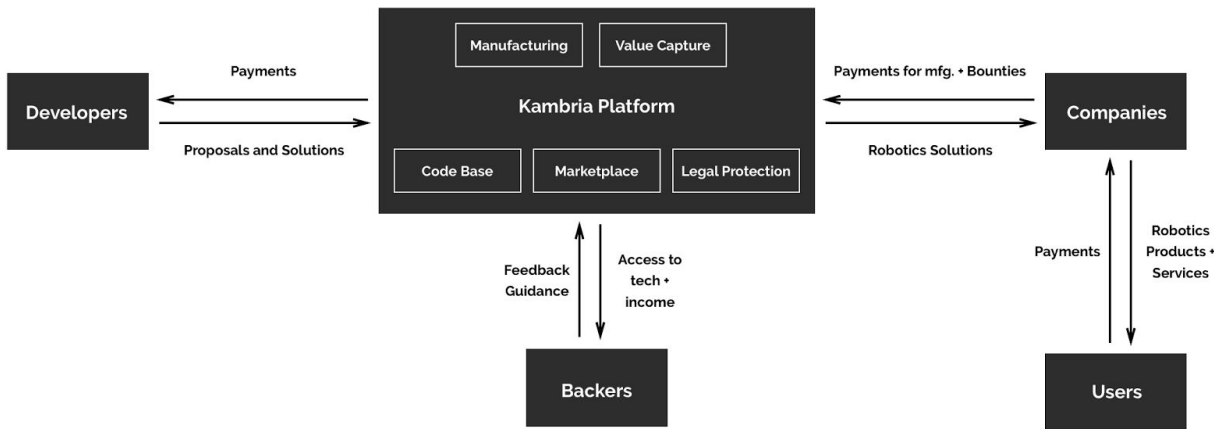 Manufacturing
Value Capture
Payments
Payments for mfg. + Bounties
Developers
Kambria Platform
Companies
Proposals and Solutions
Robotics Solutions
Code Base
Marketplace
Legal Protection
Feedback
Guidance
Access to
tech +
income
Payments
Robotics
Products +
Services
Backers
Users